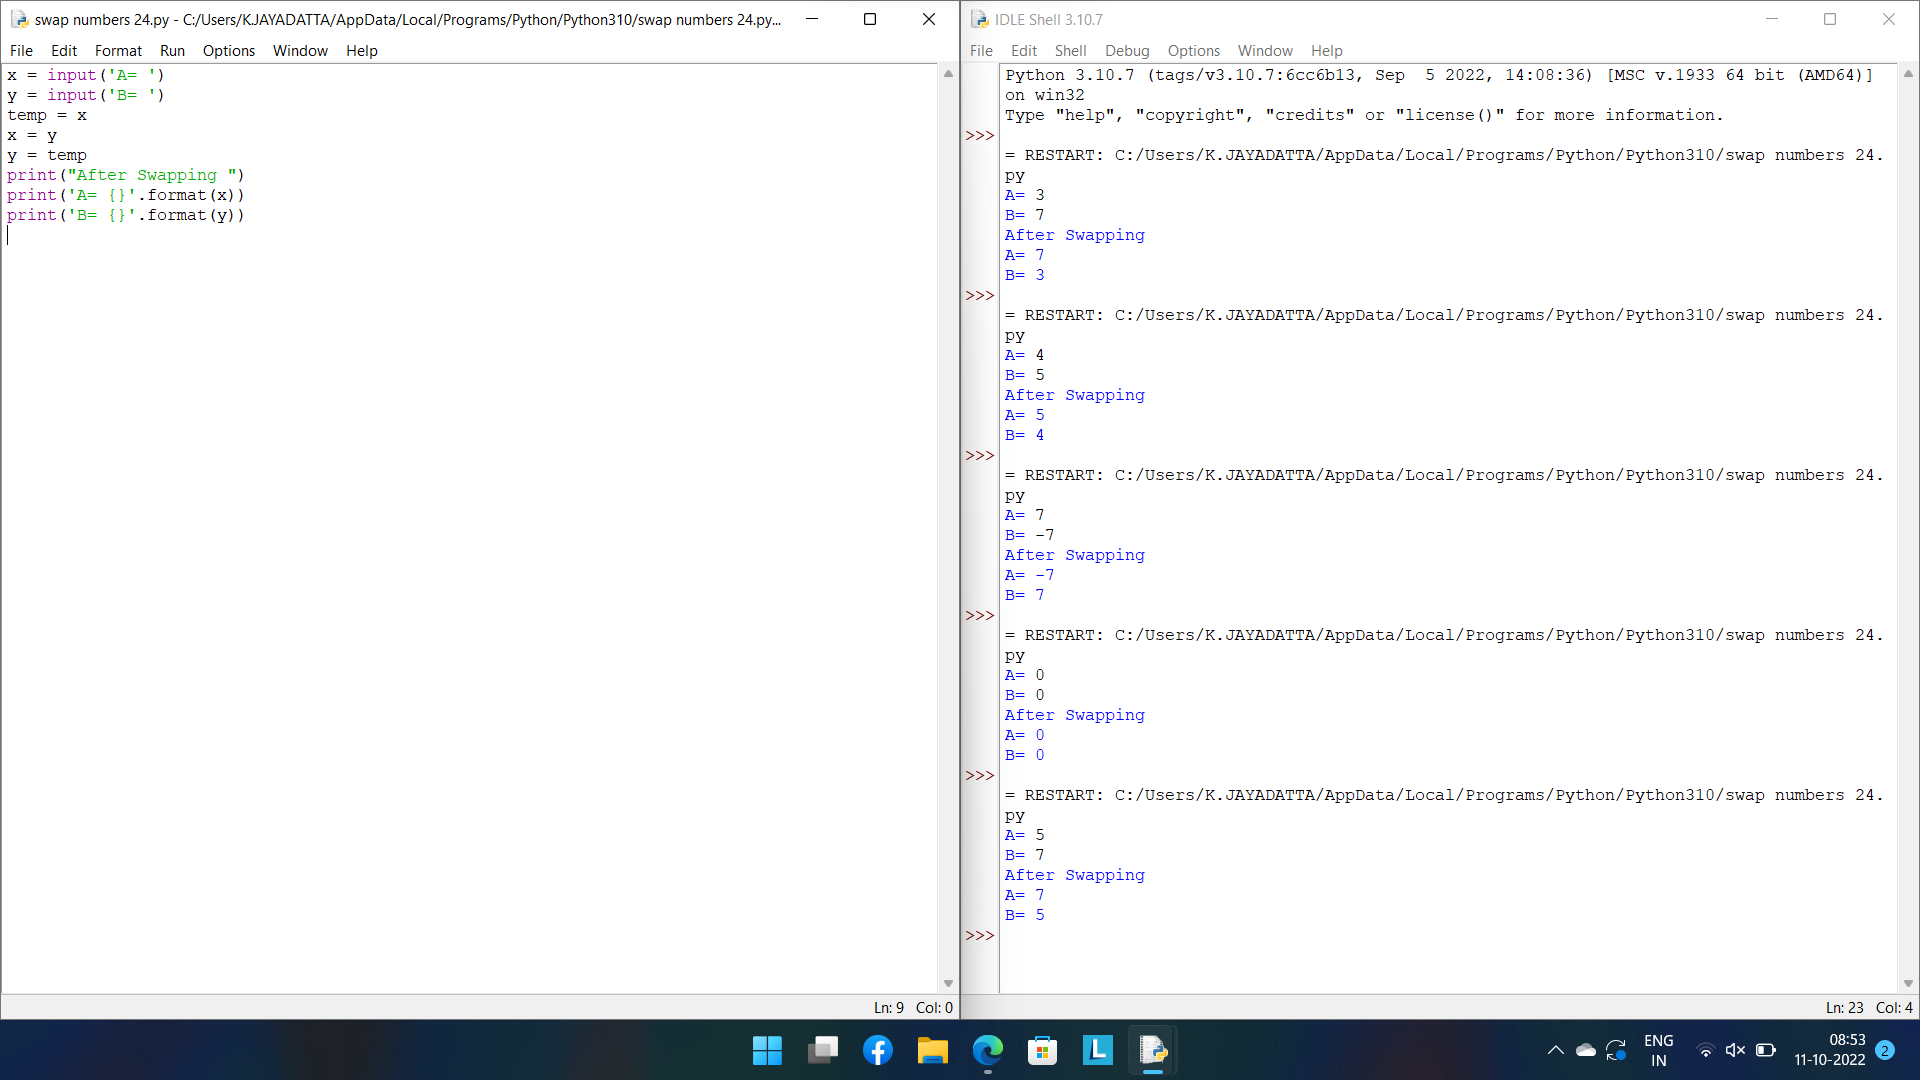 swap numbers 24.py - C:/Users/K.JAYADATTA/AppData/Local/Programs/Python/Python310/swap numbers 24.py...
File Edit Format Run Options Window Help
x = input('A= ')
y = input('B= ')
temp = x
x = y
y = temp
print("After Swapping ")
print('A= {}'.format(x))
print('B= {}'.format(y))
Ln: 9 Col: 0
IDLE Shell 3.10.7
File Edit Shell Debug Options Window Help
Python 3.10.7 (tags/v3.10.7:6cc6b13, Sep  5 2022, 14:08:36) [MSC v.1933 64 bit (AMD64)]
on win32
Type "help", "copyright", "credits" or "license()" for more information.
>>>
= RESTART: C:/Users/K.JAYADATTA/AppData/Local/Programs/Python/Python310/swap numbers 24.
py
A= 3
B= 7
After Swapping
A= 7
B= 3
>>>
= RESTART: C:/Users/K.JAYADATTA/AppData/Local/Programs/Python/Python310/swap numbers 24.
py
A= 4
B= 5
After Swapping
A= 5
B= 4
>>>
= RESTART: C:/Users/K.JAYADATTA/AppData/Local/Programs/Python/Python310/swap numbers 24.
py
A= 7
B= -7
After Swapping
A= -7
B= 7
>>>
= RESTART: C:/Users/K.JAYADATTA/AppData/Local/Programs/Python/Python310/swap numbers 24.
py
A= 0
B= 0
After Swapping
A= 0
B= 0
>>>
= RESTART: C:/Users/K.JAYADATTA/AppData/Local/Programs/Python/Python310/swap numbers 24.
py
A= 5
B= 7
After Swapping
A= 7
B= 5
>>>
Ln: 23 Col: 4
L
ENG
IN
08:53
11-10-2022
2